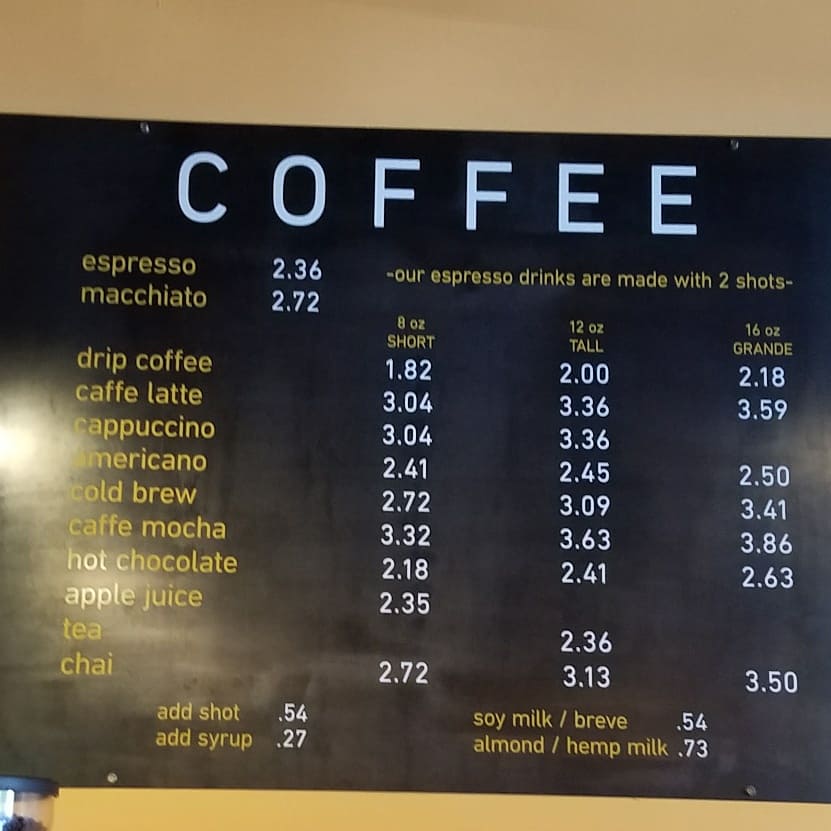 COFFEE
espresso 2.36 -our espresso drinks are made with 2 shots-
macchiato 2.72
8 oz 12 oz 16 oz
SHORT TALL GRANDE
drip coffee 1.82 2.00 2.18
caffe latte 3.04 3.36 3.59
cappuccino 3.04 3.36
americano 2.41 2.45 2.50
cold brew 2.72 3.09 3.41
caffe mocha 3.32 3.63 3.86
hot chocolate 2.18 2.41 2.63
apple juice 2.35
tea 2.36
chai 2.72 3.13 3.50
add shot .54 soy milk / breve .54
add syrup .27 almond / hemp milk .73